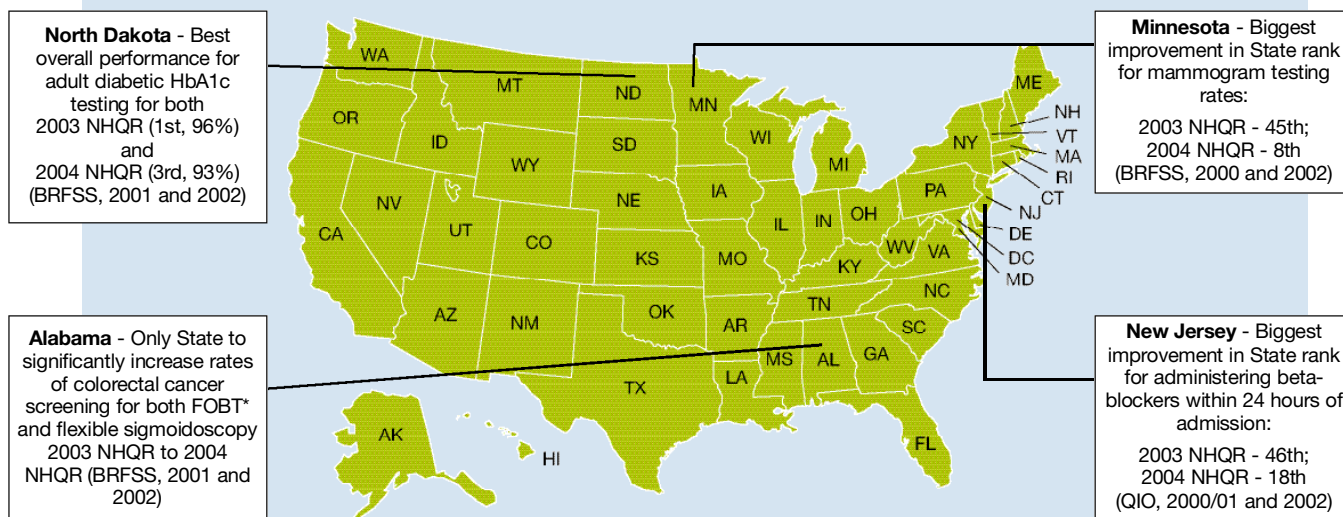 North Dakota - Best
overall performance for
adult diabetic HbA1c
testing for both
2003 NHQR (1st, 96%)
and
2004 NHQR (3rd, 93%)
(BRFSS, 2001 and 2002)
Minnesota - Biggest
improvement in State rank
for mammogram testing
rates:
2003 NHQR - 45th;
2004 NHQR - 8th
(BRFSS, 2000 and 2002)
WA
MT
ND
MN
ME
OR
ID
WY
SD
WI
MI
NY
NH
VT
MA
RI
CT
NV
UT
CO
NE
IA
IL
IN
OH
PA
NJ
DE
DC
MD
CA
KS
MO
KY
WV
VA
AZ
NM
OK
AR
TN
NC
SC
TX
LA
MS
AL
GA
FL
AK
HI
Alabama - Only State to
significantly increase rates
of colorectal cancer
screening for both FOBT*
and flexible sigmoidoscopy
2003 NHQR to 2004
NHQR (BRFSS, 2001 and
2002)
New Jersey - Biggest
improvement in State rank
for administering beta-
blockers within 24 hours of
admission:
2003 NHQR - 46th;
2004 NHQR - 18th
(QIO, 2000/01 and 2002)